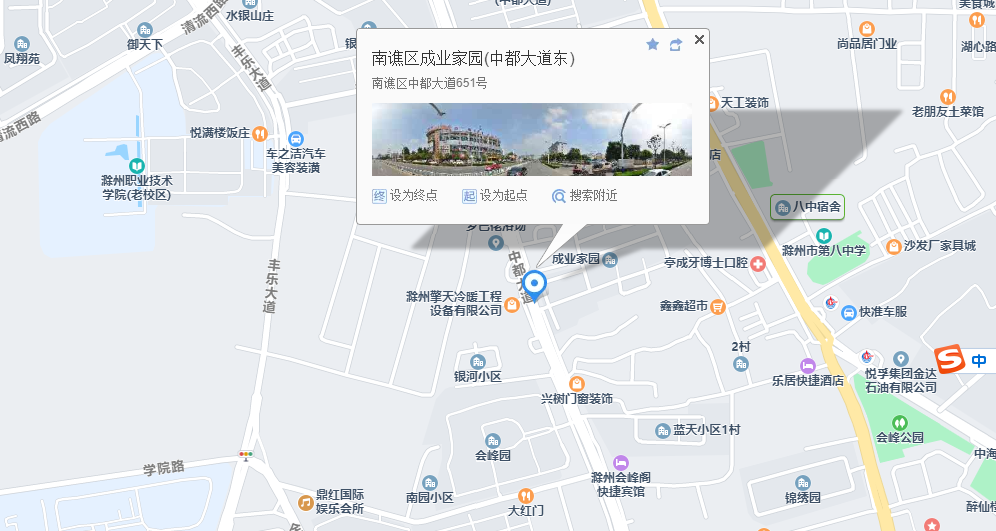 水银山庄
清流西路
御天下
凤翔苑
丰乐大道
美食城
尚品居门业
湖心路
南谯区成业家园(中都大道东)
南谯区中都大道651号
终 设为终点
起 设为起点
搜索附近
天工装饰
老朋友土菜馆
清流西路
悦满楼饭庄
车之洁汽车
美容装潢
店
滁州职业技术
学院(老校区)
八中宿舍
滁州市第八中学
沙发厂家具城
中都大道
成业家园
亭成牙博士口腔
丰乐大道
滁州擎天冷暖工程
设备有限公司
鑫鑫超市
快准车服
2村
S 中
银河小区
乐居快捷酒店
悦孚集团金达
石油有限公司
兴树门窗装饰
蓝天小区1村
会峰公园
会峰园
中海
学院路
滁州会峰阁
快捷宾馆
鼎红国际
娱乐会所
南园小区
大红门
锦绣园
醉仙